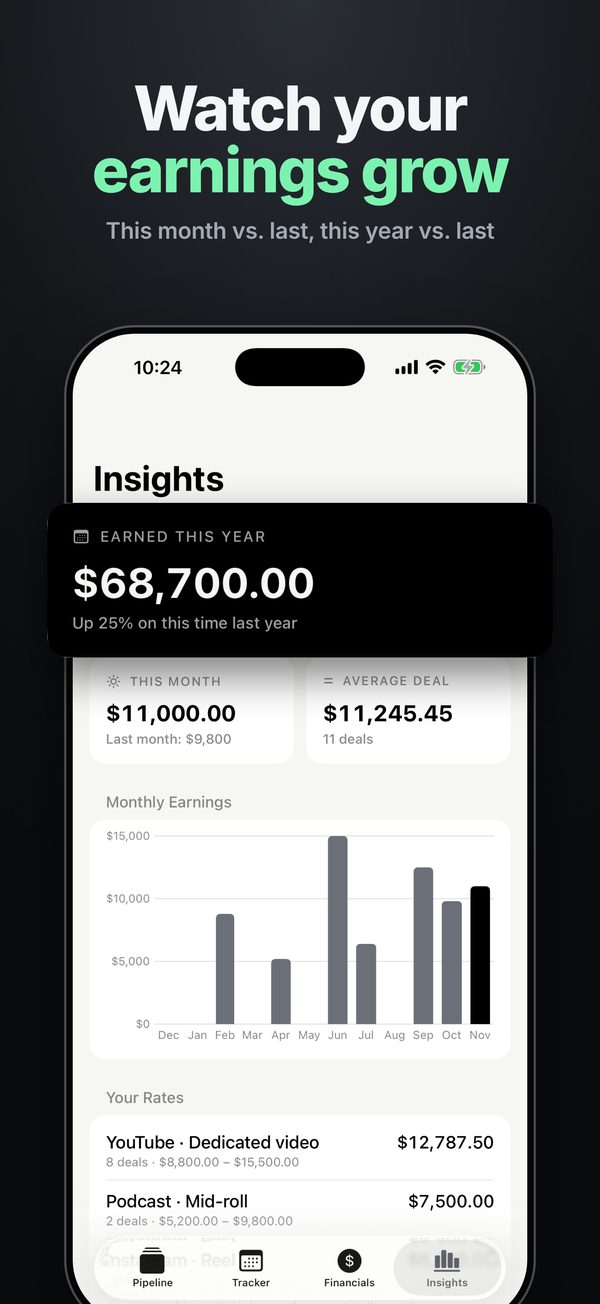 Watch your
earnings grow
This month vs. last, this year vs. last
10:24
Insights
EARNED THIS YEAR
$68,700.00
Up 25% on this time last year
THIS MONTH
$11,000.00
Last month: $9,800
= AVERAGE DEAL
$11,245.45
11 deals
Monthly Earnings
$15,000
$10,000
$5,000
$0
Dec Jan Feb Mar Apr May Jun Jul Aug Sep Oct Nov
Your Rates
YouTube · Dedicated video $12,787.50
8 deals · $8,800.00 – $15,500.00
Podcast · Mid-roll $7,500.00
2 deals · $5,200.00 – $9,800.00
Pipeline Tracker Financials Insights